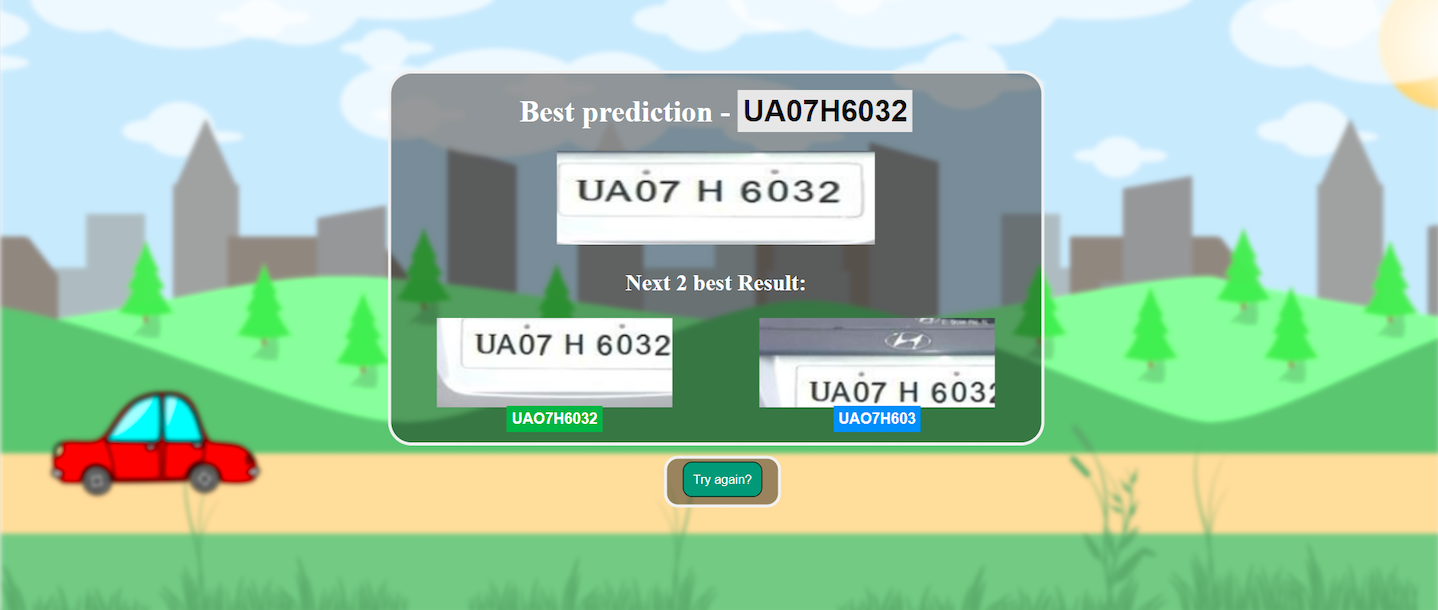 Best prediction - UA07H6032
UA07 H 6032
Next 2 best Result:
UA07 H 6032
UA07 H 6032
UAO7H6032
UAO7H603
Try again?